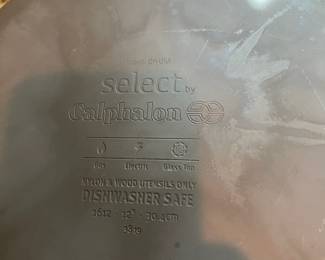 select by
Calphalon
Gas Electric Glass Top
NYLON & WOOD UTENSILS ONLY
DISHWASHER SAFE
1612 · 12" · 30.4cm